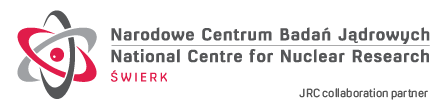 Narodowe Centrum Badań Jądrowych
National Centre for Nuclear Research
ŚWIERK
JRC collaboration partner